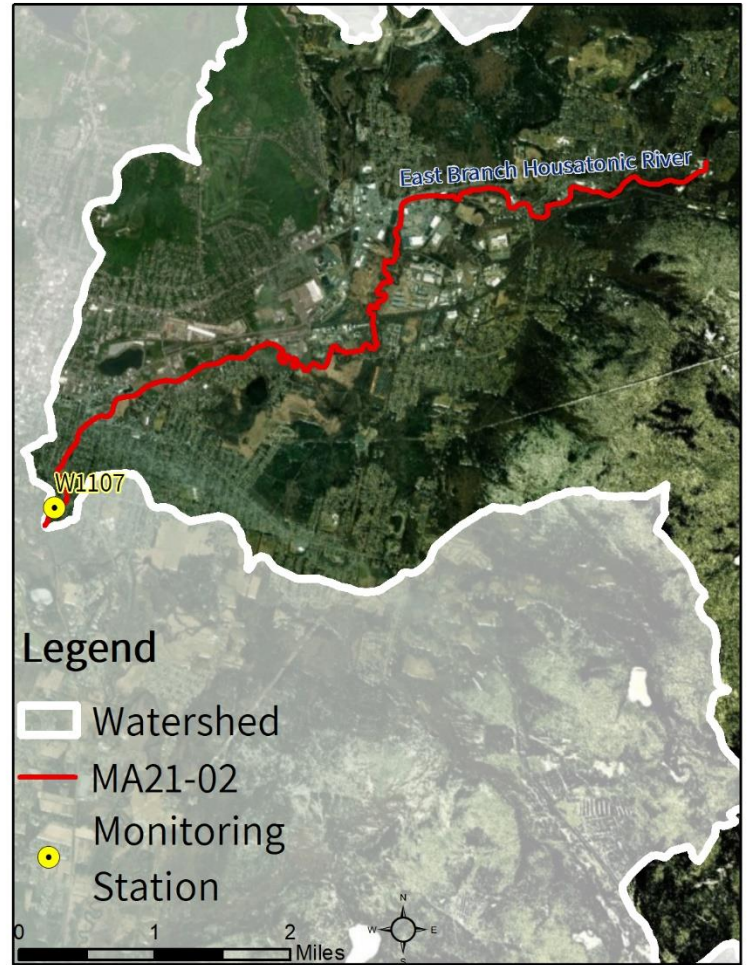 East Branch Housatonic River
W1107
Legend
Watershed
MA21-02
Monitoring
Station
N
W E
S
0 1 2
Miles